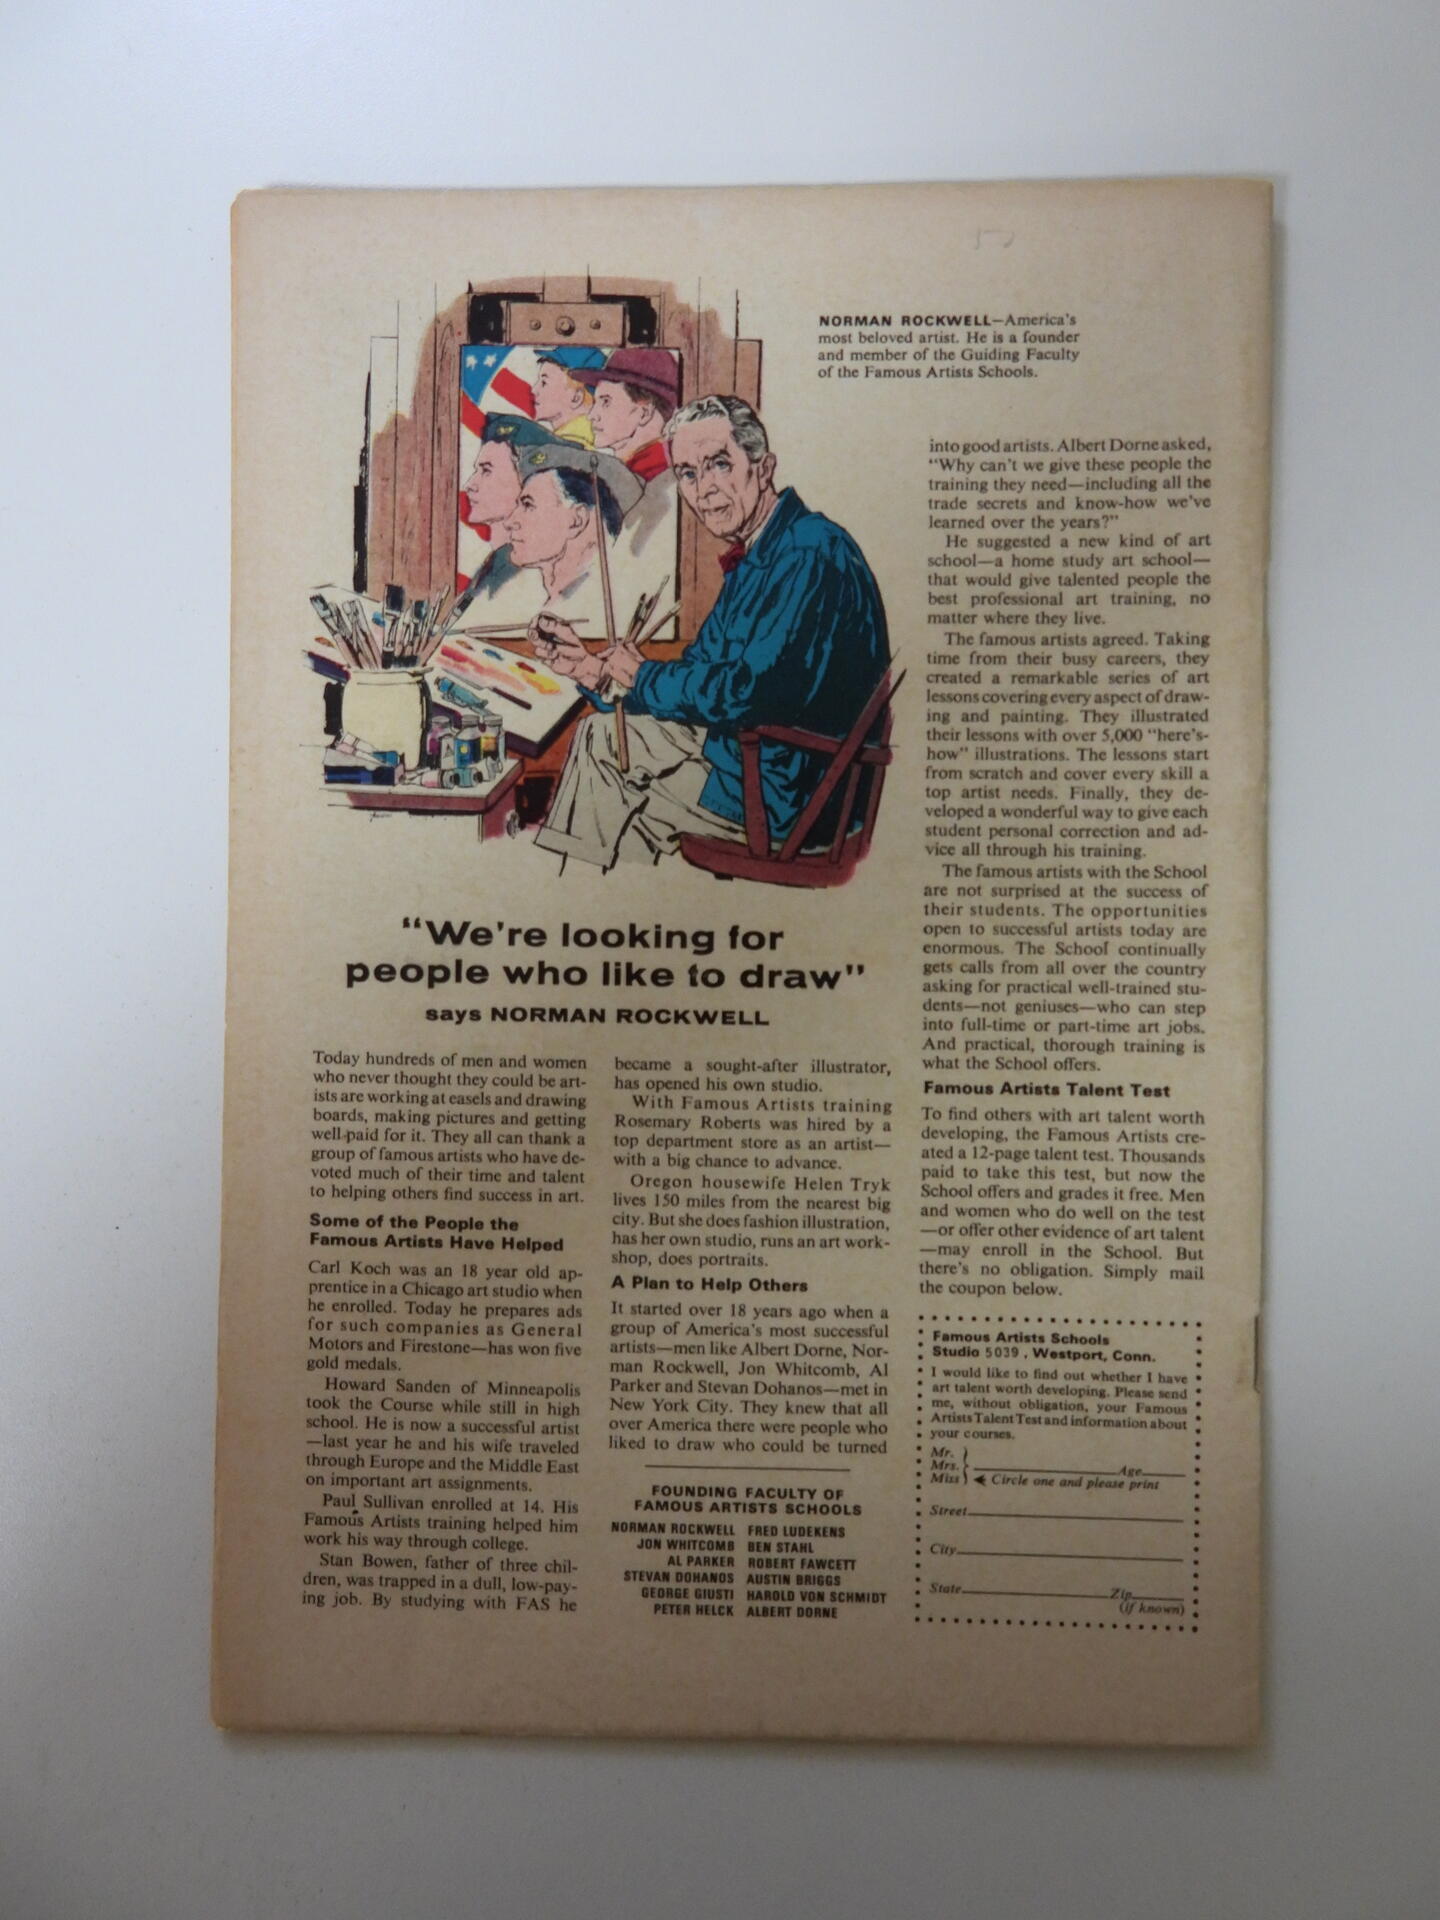 NORMAN ROCKWELL—America's
most beloved artist. He is a founder
and member of the Guiding Faculty
of the Famous Artists Schools.
"We're looking for
people who like to draw"
says NORMAN ROCKWELL
Today hundreds of men and women
who never thought they could be art-
ists are working at easels and drawing
boards, making pictures and getting
well-paid for it. They all can thank a
group of famous artists who have de-
voted much of their time and talent
to helping others find success in art.
Some of the People the
Famous Artists Have Helped
Carl Koch was an 18 year old ap-
prentice in a Chicago art studio when
he enrolled. Today he prepares ads
for such companies as General
Motors and Firestone—has won five
gold medals.
Howard Sanden of Minneapolis
took the Course while still in high
school. He is now a successful artist
—last year he and his wife traveled
through Europe and the Middle East
on important art assignments.
Paul Sullivan enrolled at 14. His
Famous Artists training helped him
work his way through college.
Stan Bowen, father of three chil-
dren, was trapped in a dull, low-pay-
ing job. By studying with FAS he
became a sought-after illustrator,
has opened his own studio.
With Famous Artists training
Rosemary Roberts was hired by a
top department store as an artist—
with a big chance to advance.
Oregon housewife Helen Tryk
lives 150 miles from the nearest big
city. But she does fashion illustration,
has her own studio, runs an art work-
shop, does portraits.
A Plan to Help Others
It started over 18 years ago when a
group of America's most successful
artists—men like Albert Dorne, Nor-
man Rockwell, Jon Whitcomb, Al
Parker and Stevan Dohanos—met in
New York City. They knew that all
over America there were people who
liked to draw who could be turned
FOUNDING FACULTY OF
FAMOUS ARTISTS SCHOOLS
NORMAN ROCKWELL FRED LUDEKENS
JON WHITCOMB BEN STAHL
AL PARKER ROBERT FAWCETT
STEVAN DOHANOS AUSTIN BRIGGS
GEORGE GIUSTI HAROLD VON SCHMIDT
PETER HELCK ALBERT DORNE
into good artists. Albert Dorne asked,
"Why can't we give these people the
training they need—including all the
trade secrets and know-how we've
learned over the years?"
He suggested a new kind of art
school—a home study art school—
that would give talented people the
best professional art training, no
matter where they live.
The famous artists agreed. Taking
time from their busy careers, they
created a remarkable series of art
lessons covering every aspect of draw-
ing and painting. They illustrated
their lessons with over 5,000 "here's-
how" illustrations. The lessons start
from scratch and cover every skill a
top artist needs. Finally, they de-
veloped a wonderful way to give each
student personal correction and ad-
vice all through his training.
The famous artists with the School
are not surprised at the success of
their students. The opportunities
open to successful artists today are
enormous. The School continually
gets calls from all over the country
asking for practical well-trained stu-
dents—not geniuses—who can step
into full-time or part-time art jobs.
And practical, thorough training is
what the School offers.
Famous Artists Talent Test
To find others with art talent worth
developing, the Famous Artists cre-
ated a 12-page talent test. Thousands
paid to take this test, but now the
School offers and grades it free. Men
and women who do well on the test
—or offer other evidence of art talent
—may enroll in the School. But
there's no obligation. Simply mail
the coupon below.
Famous Artists Schools
Studio 5039, Westport, Conn.
I would like to find out whether I have
art talent worth developing. Please send
me, without obligation, your Famous
Artists Talent Test and information about
your courses.
Mr.
Mrs. Age
Miss Circle one and please print
Street
City
State Zip
(if known)